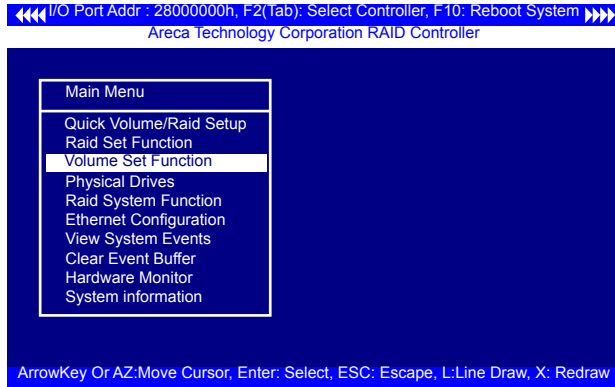 I/O Port Addr : 28000000h, F2(Tab): Select Controller, F10: Reboot System
Areca Technology Corporation RAID Controller
Main Menu
Quick Volume/Raid Setup
Raid Set Function
Volume Set Function
Physical Drives
Raid System Function
Ethernet Configuration
View System Events
Clear Event Buffer
Hardware Monitor
System information
ArrowKey Or AZ:Move Cursor, Enter: Select, ESC: Escape, L:Line Draw, X: Redraw